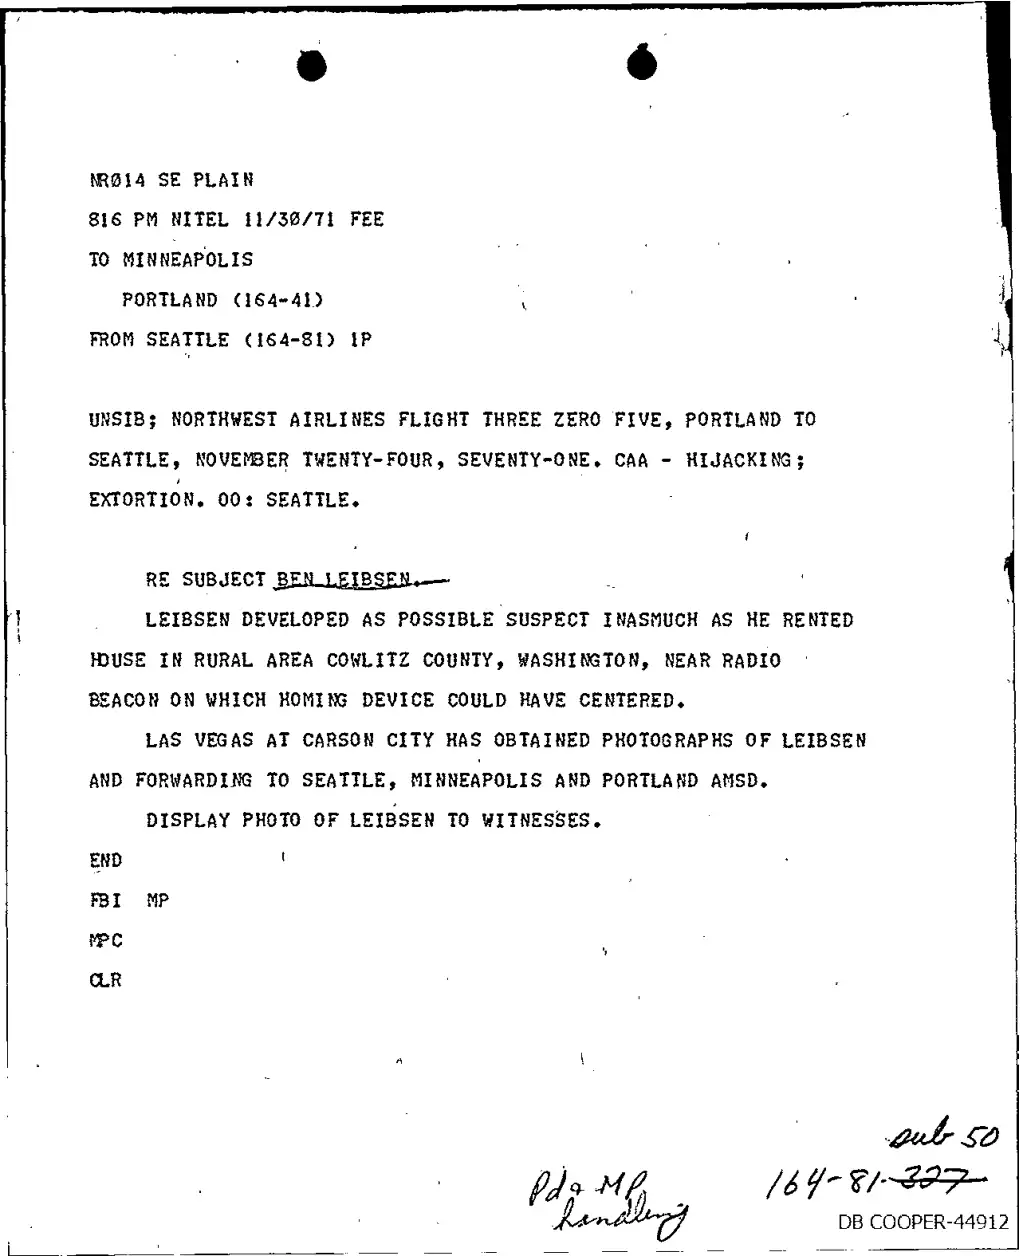 NR014 SE PLAIN
816 PM NITEL 11/30/71 FEE
TO MINNEAPOLIS
PORTLAND (164-41)
FROM SEATTLE (164-81) 1P
UNSIB; NORTHWEST AIRLINES FLIGHT THREE ZERO FIVE, PORTLAND TO
SEATTLE, NOVEMBER TWENTY-FOUR, SEVENTY-ONE. CAA - HIJACKING;
EXTORTION. OO: SEATTLE.
RE SUBJECT BEN LEIBSEN.
LEIBSEN DEVELOPED AS POSSIBLE SUSPECT INASMUCH AS HE RENTED
HOUSE IN RURAL AREA COWLITZ COUNTY, WASHINGTON, NEAR RADIO
BEACON ON WHICH HOMING DEVICE COULD HAVE CENTERED.
LAS VEGAS AT CARSON CITY HAS OBTAINED PHOTOGRAPHS OF LEIBSEN
AND FORWARDING TO SEATTLE, MINNEAPOLIS AND PORTLAND AMSD.
DISPLAY PHOTO OF LEIBSEN TO WITNESSES.
END
FBI MP
MPC
CLR
sub 50
164-81-327
Pd & MP
handling
DB COOPER-44912